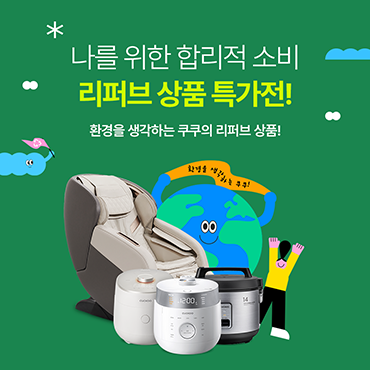 나를 위한 합리적 소비
리퍼브 상품 특가전!
환경을 생각하는 쿠쿠의 리퍼브 상품!
환경을 생각하는 쿠쿠!
14